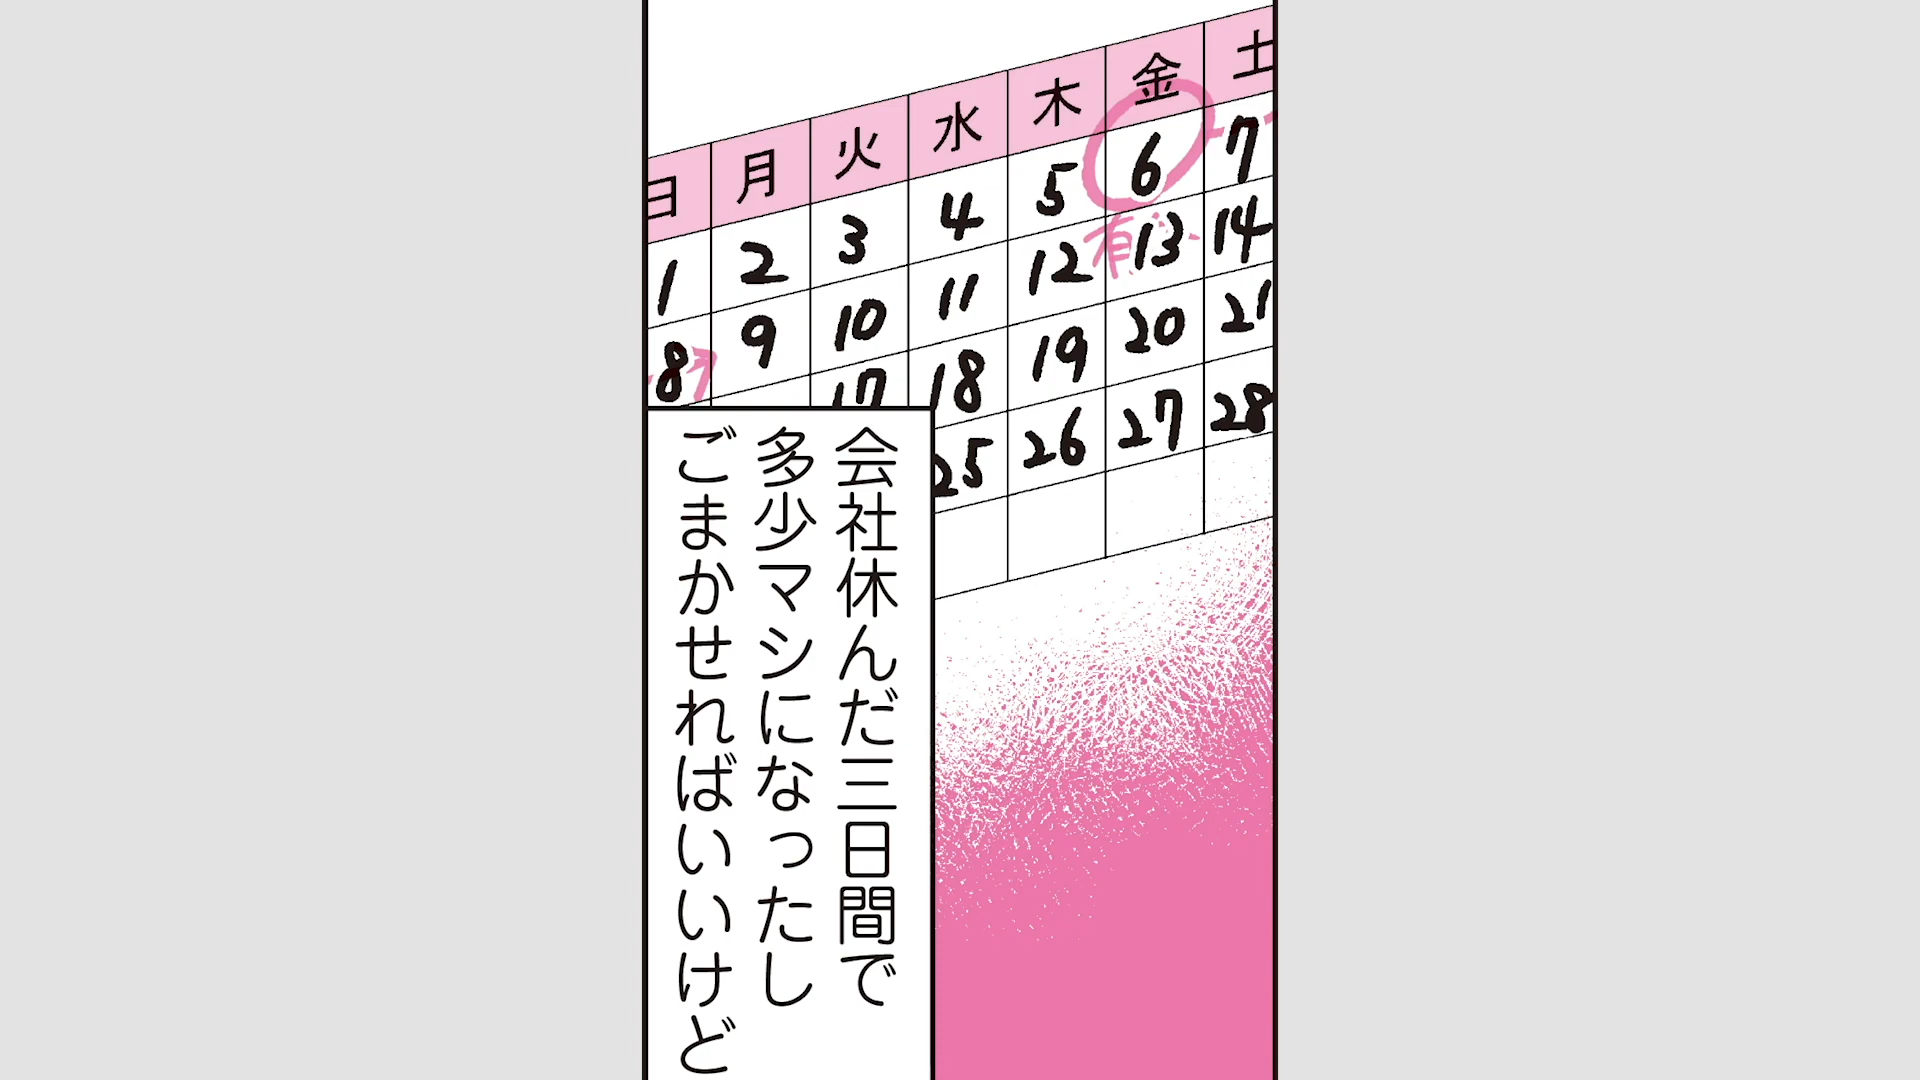 日 月 火 水 木 金 土
1 2 3 4 5 6 7
8 9 10 11 12 13 14
17 18 19 20 21
25 26 27 28
有
会社休んだ三日間で
多少マシになったし
ごまかせればいいけど